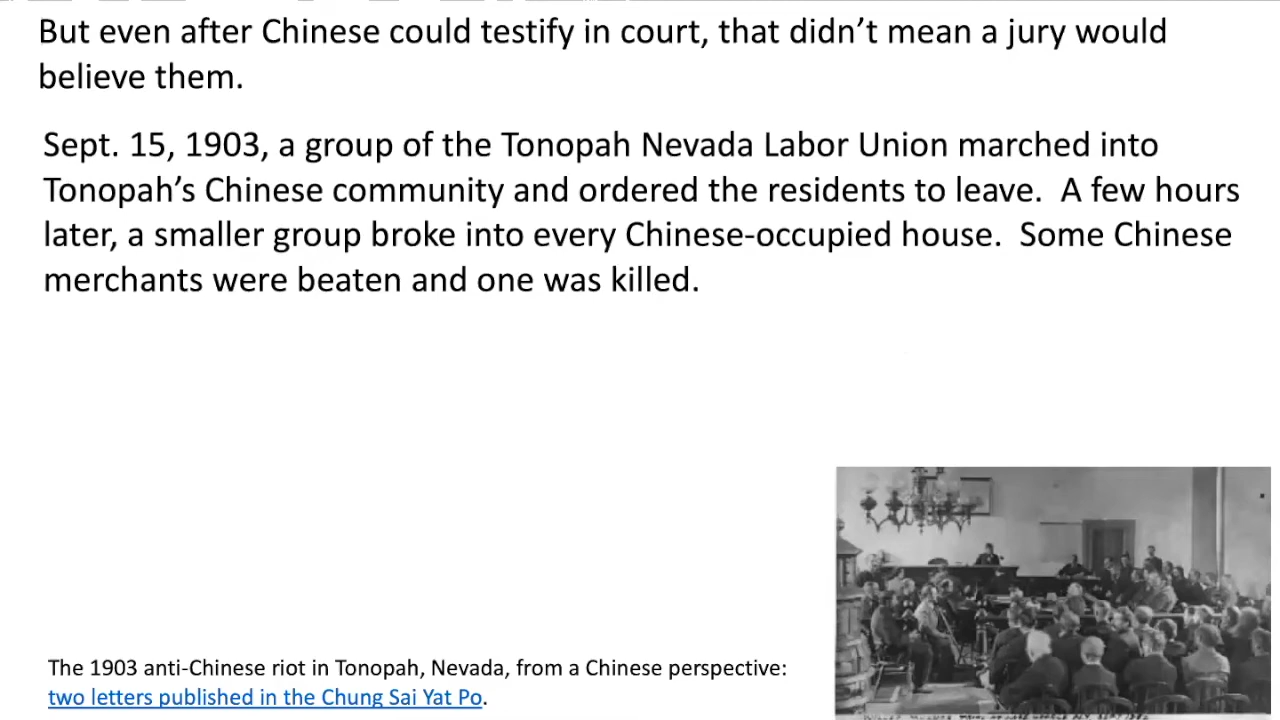 But even after Chinese could testify in court, that didn’t mean a jury would
believe them.
Sept. 15, 1903, a group of the Tonopah Nevada Labor Union marched into
Tonopah’s Chinese community and ordered the residents to leave.  A few hours
later, a smaller group broke into every Chinese-occupied house.  Some Chinese
merchants were beaten and one was killed.
The 1903 anti-Chinese riot in Tonopah, Nevada, from a Chinese perspective:
two letters published in the Chung Sai Yat Po.